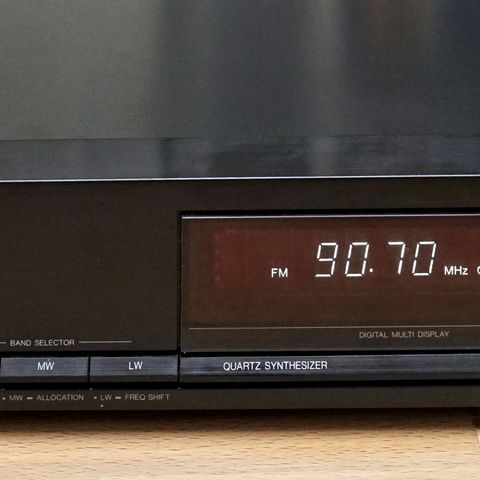 FM 90.70 MHz
DIGITAL MULTI DISPLAY
BAND SELECTOR
MW LW QUARTZ SYNTHESIZER
MW ALLOCATION LW FREQ SHIFT